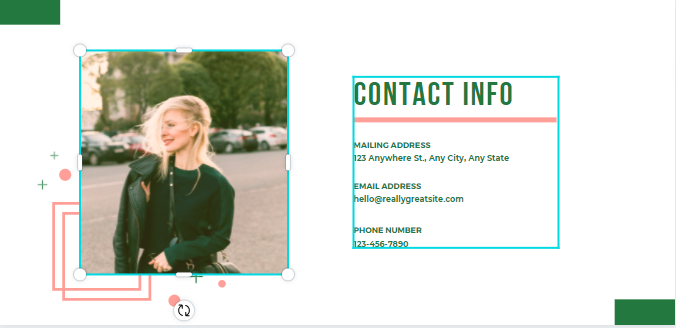 CONTACT INFO
MAILING ADDRESS
123 Anywhere St., Any City, Any State
EMAIL ADDRESS
hello@reallygreatsite.com
PHONE NUMBER
123-456-7890